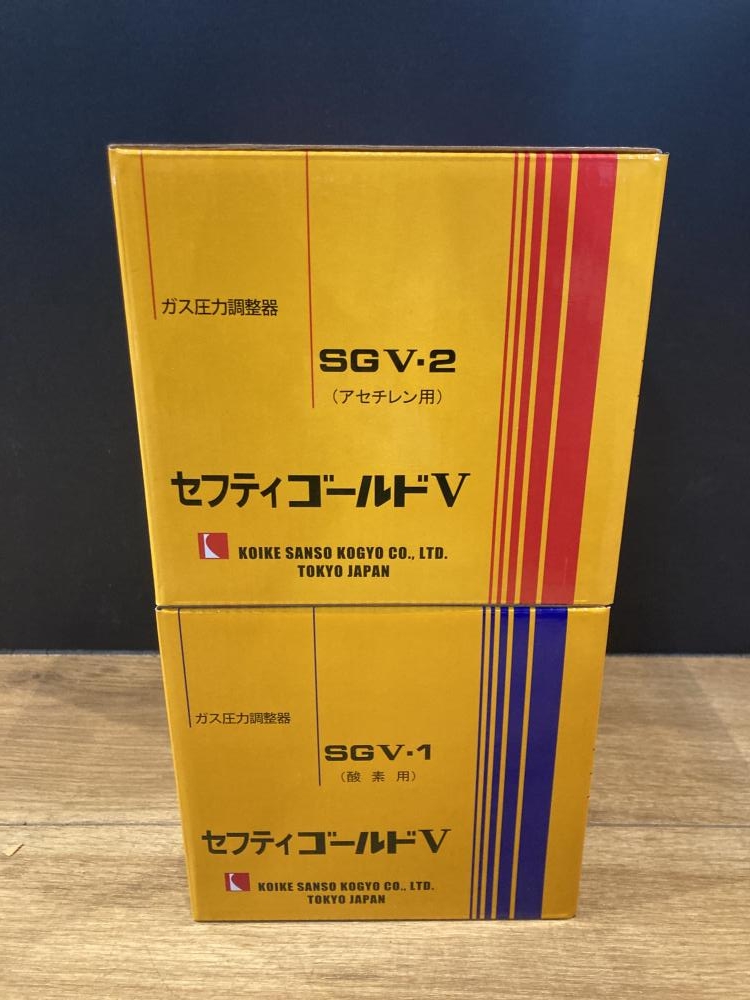 ガス圧力調整器
SGV・2
（アセチレン用）
セフティゴールドV
KOIKE SANSO KOGYO CO., LTD.
TOKYO JAPAN
ガス圧力調整器
SGV・1
（酸素用）
セフティゴールドV
KOIKE SANSO KOGYO CO., LTD.
TOKYO JAPAN